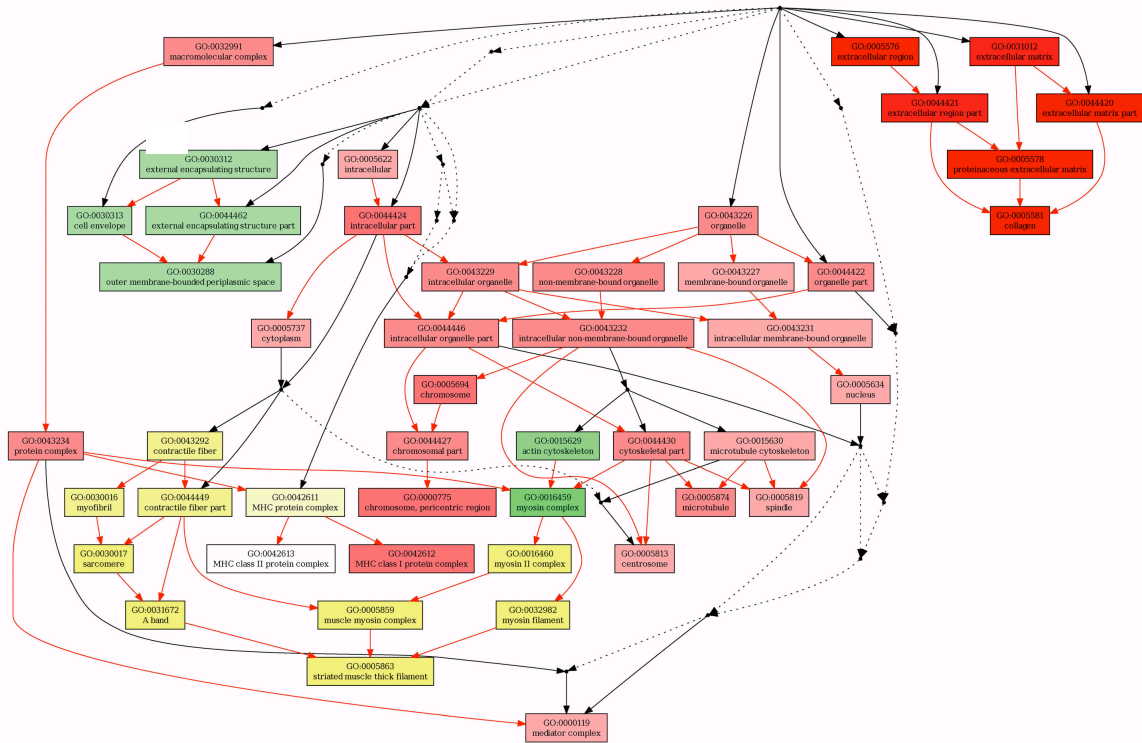 GO:0032991
macromolecular complex
GO:0005576
extracellular region
GO:0031012
extracellular matrix
GO:0044421
extracellular region part
GO:0044420
extracellular matrix part
GO:0030312
external encapsulating structure
GO:0005622
intracellular
GO:0005578
proteinaceous extracellular matrix
GO:0030313
cell envelope
GO:0044462
external encapsulating structure part
GO:0044424
intracellular part
GO:0043226
organelle
GO:0005581
collagen
GO:0030288
outer membrane-bounded periplasmic space
GO:0043229
intracellular organelle
GO:0043228
non-membrane-bound organelle
GO:0043227
membrane-bound organelle
GO:0044422
organelle part
GO:0005737
cytoplasm
GO:0044446
intracellular organelle part
GO:0043232
intracellular non-membrane-bound organelle
GO:0043231
intracellular membrane-bound organelle
GO:0005694
chromosome
GO:0005634
nucleus
GO:0043234
protein complex
GO:0043292
contractile fiber
GO:0044427
chromosomal part
GO:0015629
actin cytoskeleton
GO:0044430
cytoskeletal part
GO:0015630
microtubule cytoskeleton
GO:0030016
myofibril
GO:0044449
contractile fiber part
GO:0042611
MHC protein complex
GO:0000775
chromosome, pericentric region
GO:0016459
myosin complex
GO:0005874
microtubule
GO:0005819
spindle
GO:0030017
sarcomere
GO:0042613
MHC class II protein complex
GO:0042612
MHC class I protein complex
GO:0016460
myosin II complex
GO:0005813
centrosome
GO:0031672
A band
GO:0005859
muscle myosin complex
GO:0032982
myosin filament
GO:0005863
striated muscle thick filament
GO:0000119
mediator complex